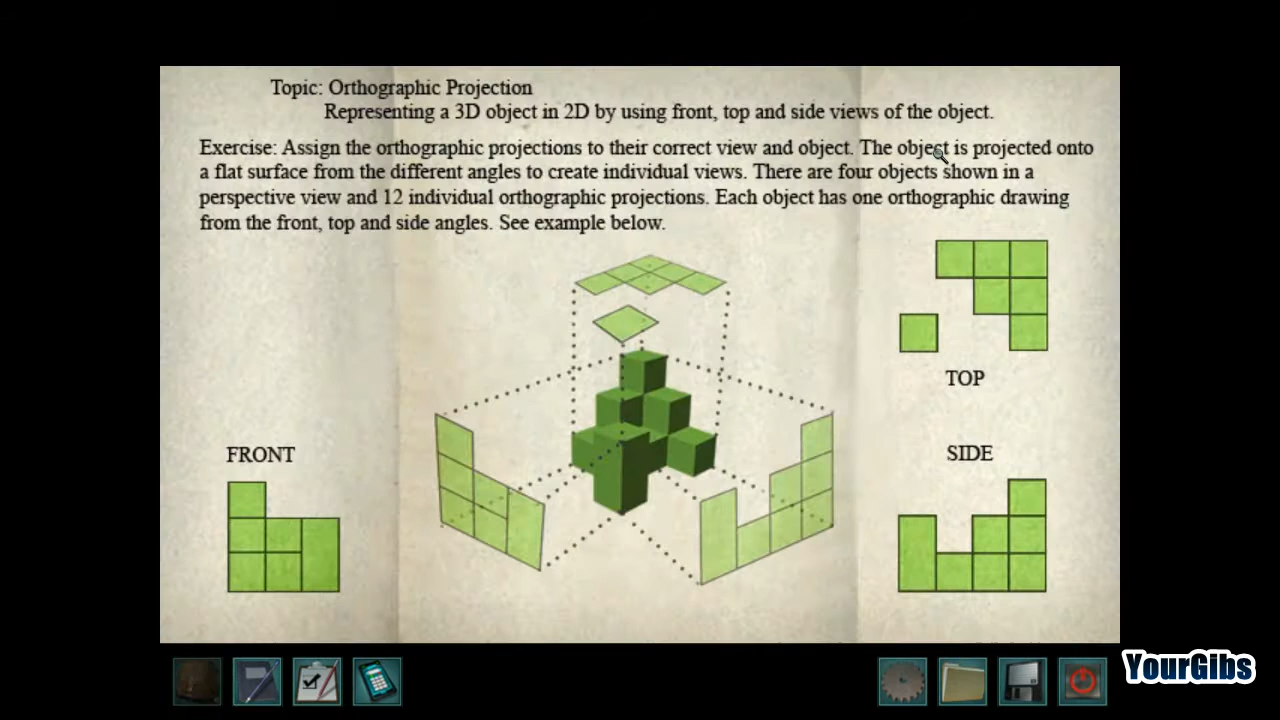 Topic: Orthographic Projection
Representing a 3D object in 2D by using front, top and side views of the object.
Exercise: Assign the orthographic projections to their correct view and object. The object is projected onto
a flat surface from the different angles to create individual views. There are four objects shown in a
perspective view and 12 individual orthographic projections. Each object has one orthographic drawing
from the front, top and side angles. See example below.
TOP
FRONT
SIDE
YourGibs